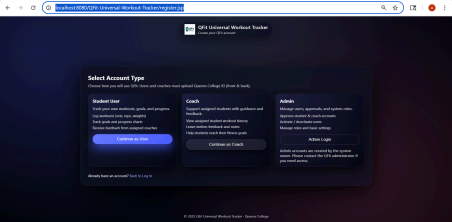 localhost:8080/QFit-Universal-Workout-Tracker/register.jsp
QFit Universal Workout Tracker
Create your QFit account
Select Account Type
Choose how you will use QFit. Users and coaches must upload Queens College ID (front & back).
Student User
Track your own workouts, goals, and progress.
Log workouts (sets, reps, weights)
Track goals and progress charts
Receive feedback from assigned coaches
Continue as User
Coach
Support assigned students with guidance and
feedback.
View assigned student workout history
Leave written feedback and notes
Help students reach their fitness goals
Continue as Coach
Admin
Manage users, approvals, and system roles.
Approve student & coach accounts
Activate / deactivate users
Manage roles and basic settings
Admin Login
Admin accounts are created by the system
owner. Please contact the QFit administrator if
you need access.
Already have an account? Back to Log In
© 2025 QFit Universal Workout Tracker · Queens College